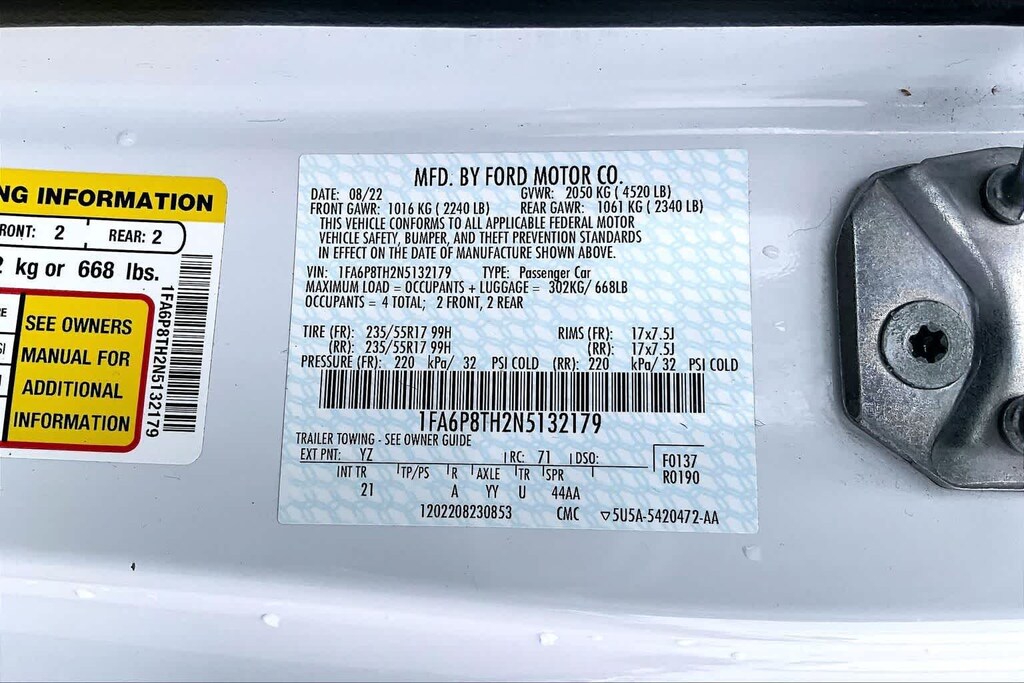 NG INFORMATION
RONT: 2 REAR: 2
2 kg or 668 lbs.
SEE OWNERS
MANUAL FOR
ADDITIONAL
INFORMATION
1FA6P8TH2N5132179
MFD. BY FORD MOTOR CO.
DATE: 08/22 GVWR: 2050 KG ( 4520 LB)
FRONT GAWR: 1016 KG ( 2240 LB) REAR GAWR: 1061 KG ( 2340 LB)
THIS VEHICLE CONFORMS TO ALL APPLICABLE FEDERAL MOTOR
VEHICLE SAFETY, BUMPER, AND THEFT PREVENTION STANDARDS
IN EFFECT ON THE DATE OF MANUFACTURE SHOWN ABOVE.
VIN: 1FA6P8TH2N5132179 TYPE: Passenger Car
MAXIMUM LOAD = OCCUPANTS + LUGGAGE = 302KG/ 668LB
OCCUPANTS = 4 TOTAL; 2 FRONT, 2 REAR
TIRE (FR): 235/55R17 99H RIMS (FR): 17x7.5J
(RR): 235/55R17 99H (RR): 17x7.5J
PRESSURE (FR): 220 kPa/ 32 PSI COLD (RR): 220 kPa/ 32 PSI COLD
1FA6P8TH2N5132179
TRAILER TOWING - SEE OWNER GUIDE
EXT PNT: YZ RC: 71 DSO: F0137
R0190
INT TR TP/PS R AXLE TR SPR
21 A YY U 44AA
1202208230853 CMC ▽5U5A-5420472-AA